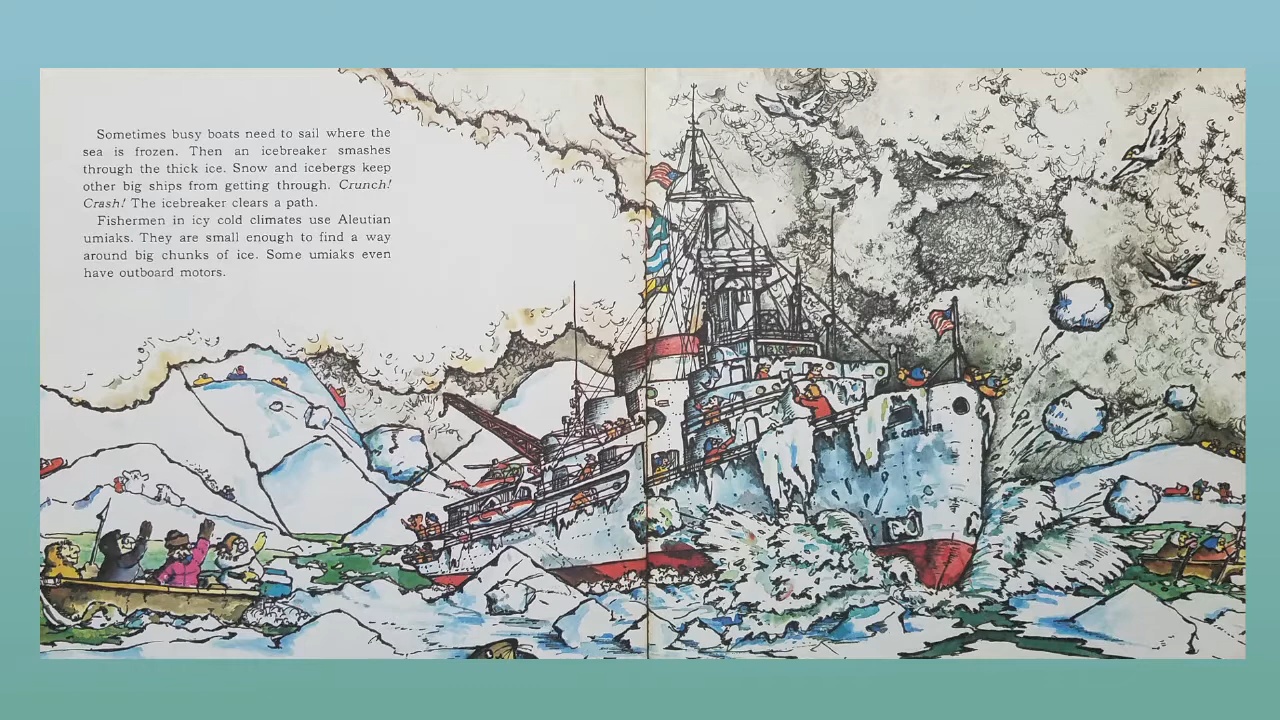 Sometimes busy boats need to sail where the
sea is frozen. Then an icebreaker smashes
through the thick ice. Snow and icebergs keep
other big ships from getting through. Crunch!
Crash! The icebreaker clears a path.
Fishermen in icy cold climates use Aleutian
umiaks. They are small enough to find a way
around big chunks of ice. Some umiaks even
have outboard motors.
CRUSHER